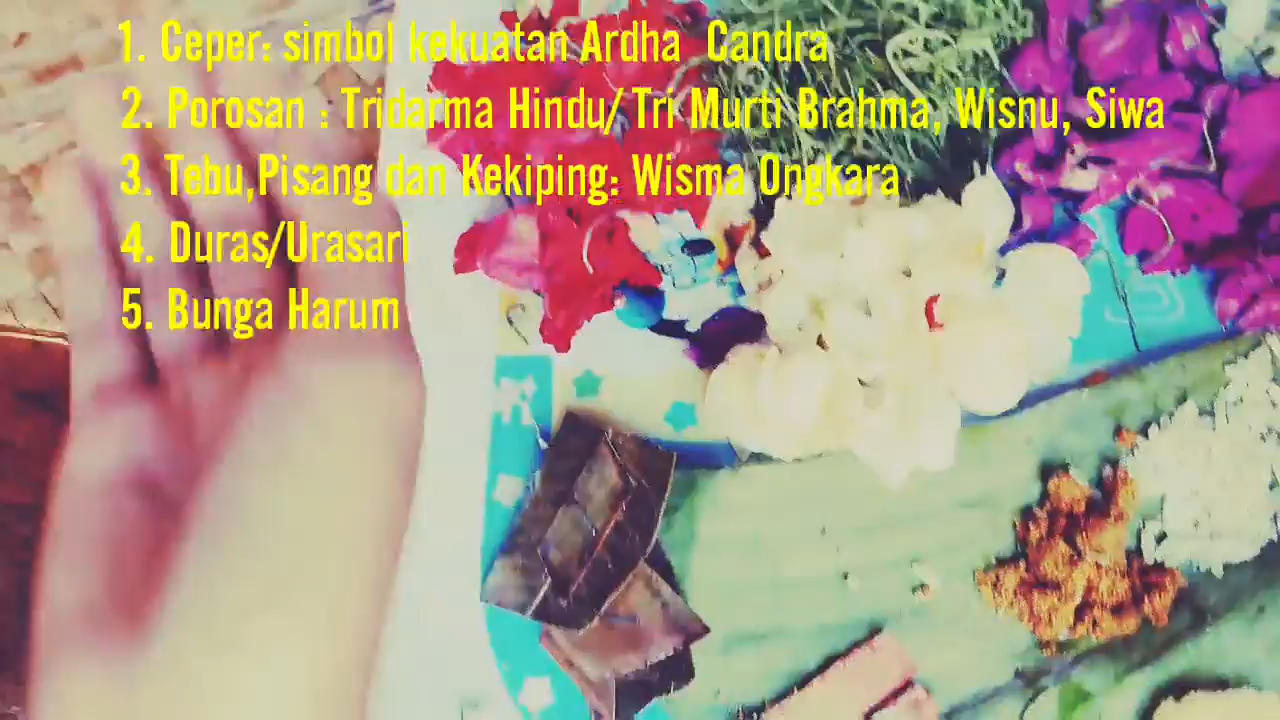 1. Ceper: simbol kekuatan Ardha Candra
2. Porosan : Tridarma Hindu/ Tri Murti Brahma, Wisnu, Siwa
3. Tebu,Pisang dan Kekiping: Wisma Ongkara
4. Duras/Urasari
5. Bunga Harum